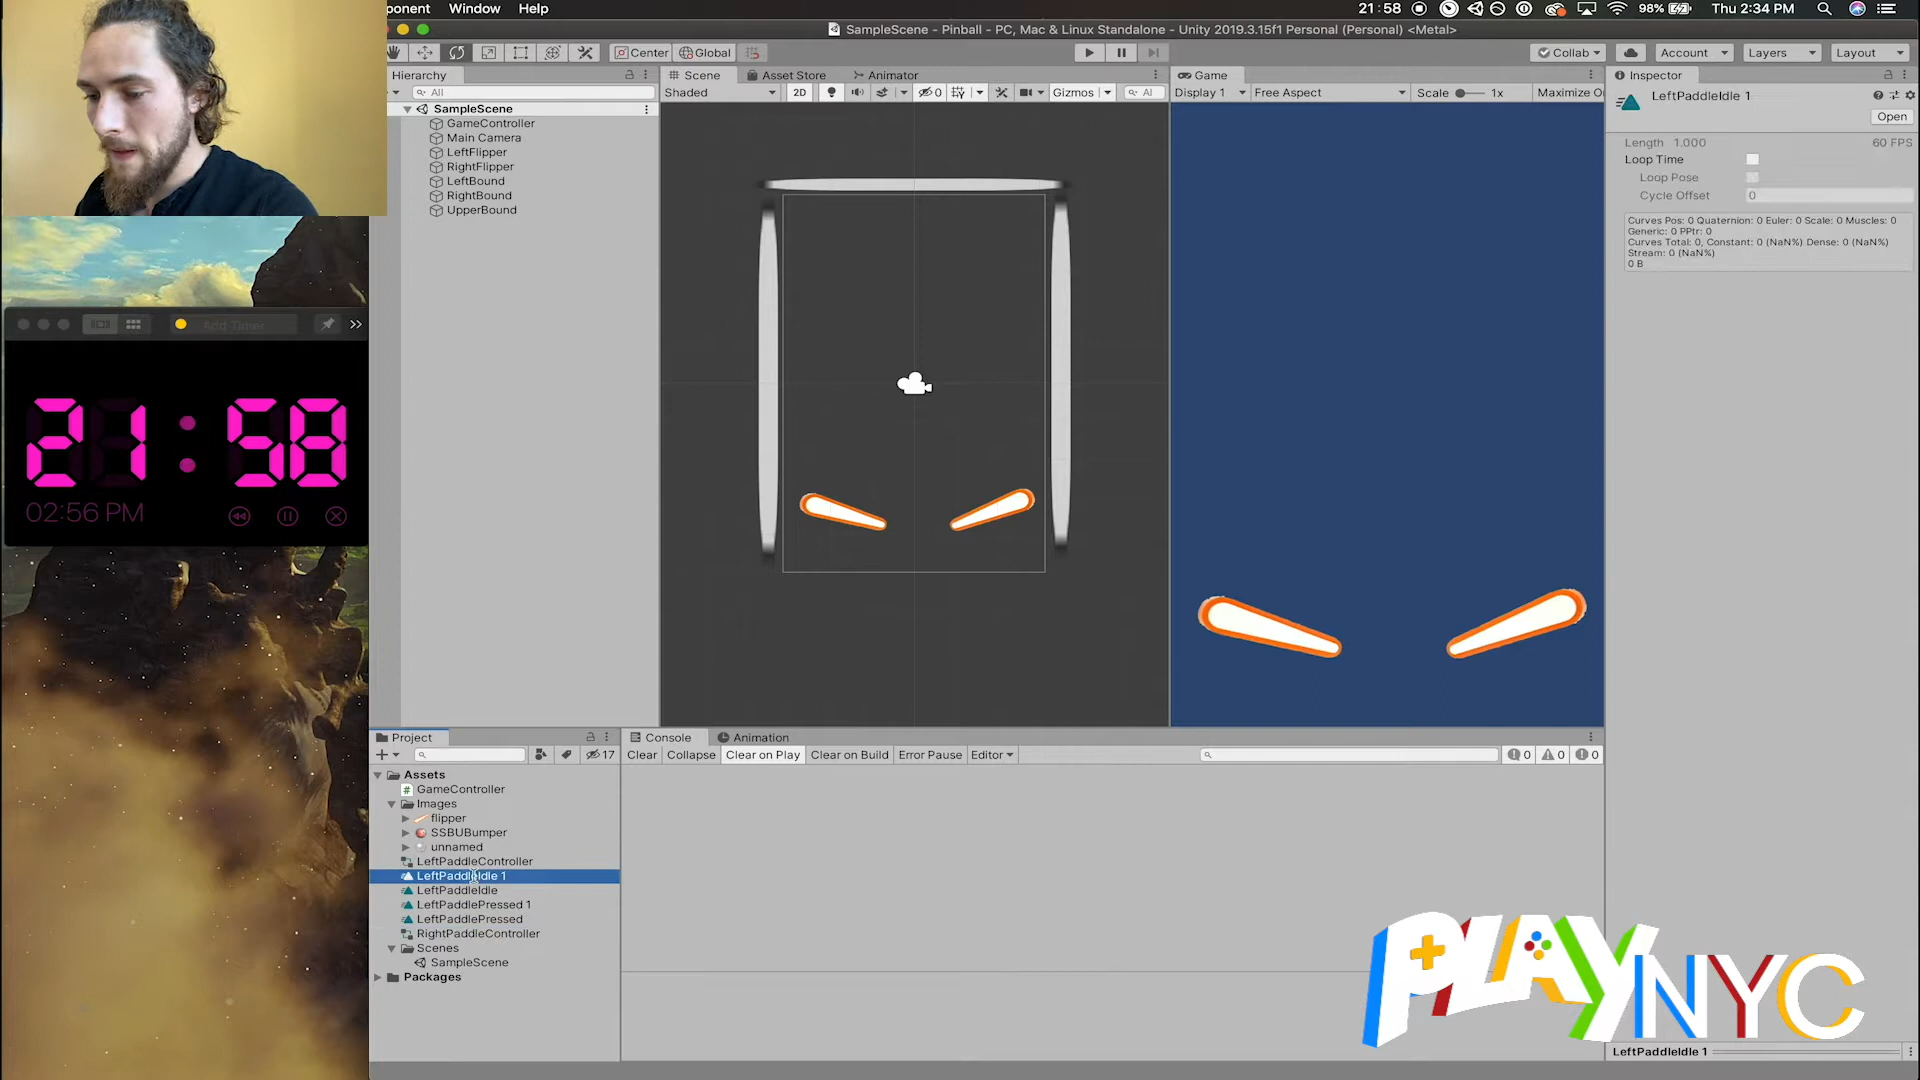 ponent Window Help
21:58 98% Thu 2:34 PM
SampleScene - Pinball - PC, Mac & Linux Standalone - Unity 2019.3.15f1 Personal (Personal) <Metal>
Center Global Collab Account Layers Layout
Hierarchy Scene Asset Store Animator Game Inspector
All Shaded 2D 0 Gizmos Al Display 1 Free Aspect Scale 1x Maximize O
LeftPaddleIdle 1
Open
SampleScene
GameController
Main Camera
LeftFlipper
RightFlipper
LeftBound
RightBound
UpperBound
Length 1.000 60 FPS
Loop Time
Loop Pose
Cycle Offset 0
Curves Pos: 0 Quaternion: 0 Euler: 0 Scale: 0 Muscles: 0
Generic: 0 PPtr: 0
Curves Total: 0, Constant: 0 (NaN%) Dense: 0 (NaN%)
Stream: 0 (NaN%)
0 B
Add Timer
21:58
02:56 PM
Project Console Animation
17 Clear Collapse Clear on Play Clear on Build Error Pause Editor 0 0 0
Assets
GameController
Images
flipper
SSBUBumper
unnamed
LeftPaddleController
LeftPaddleIdle 1
LeftPaddleIdle
LeftPaddlePressed 1
LeftPaddlePressed
RightPaddleController
Scenes
SampleScene
Packages
PLAYNYC
LeftPaddleIdle 1